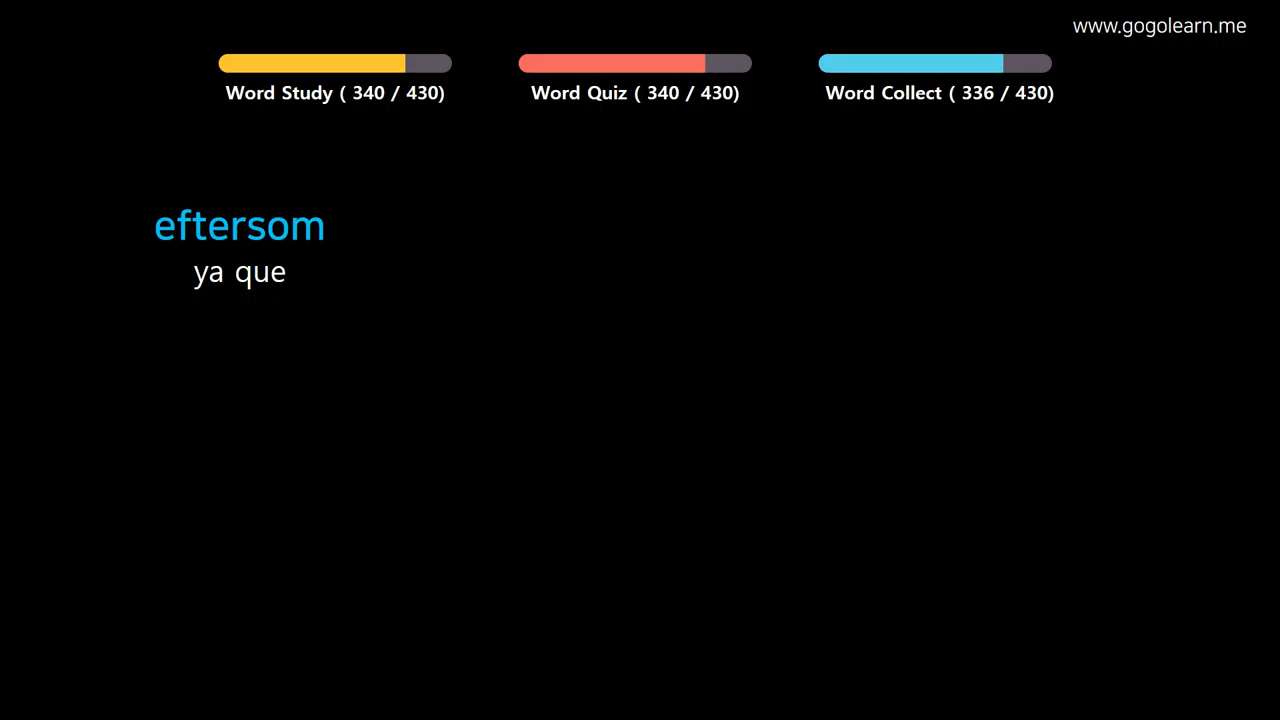 www.gogolearn.me
Word Study ( 340 / 430)
Word Quiz ( 340 / 430)
Word Collect ( 336 / 430)
eftersom
ya que